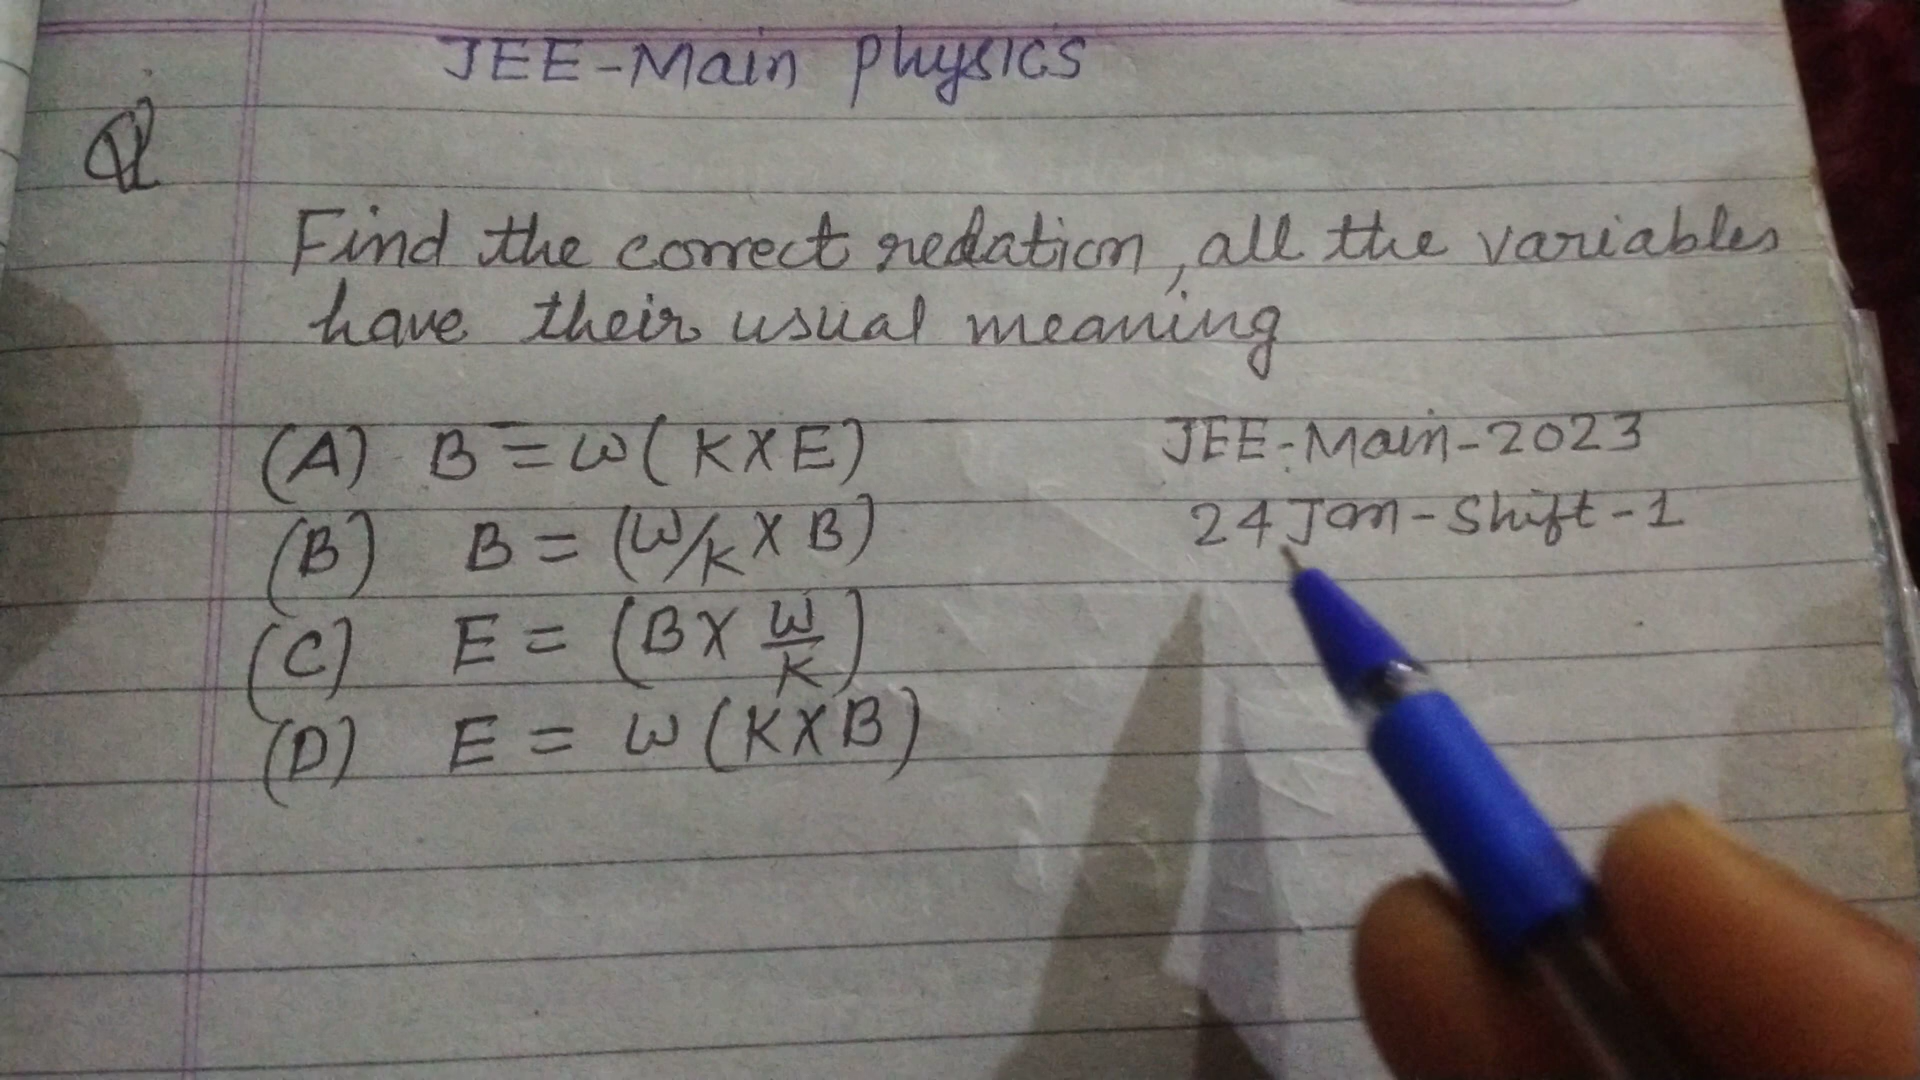 JEE-Main Physics
Q
Find the correct relation, all the variables
have their usual meaning
(A) B = ω(K×E)
JEE-Main-2023
(B) B = (ω/K × B)
24 Jan-Shift-1
(C) E = (B × ω/K)
(D) E = ω(K×B)